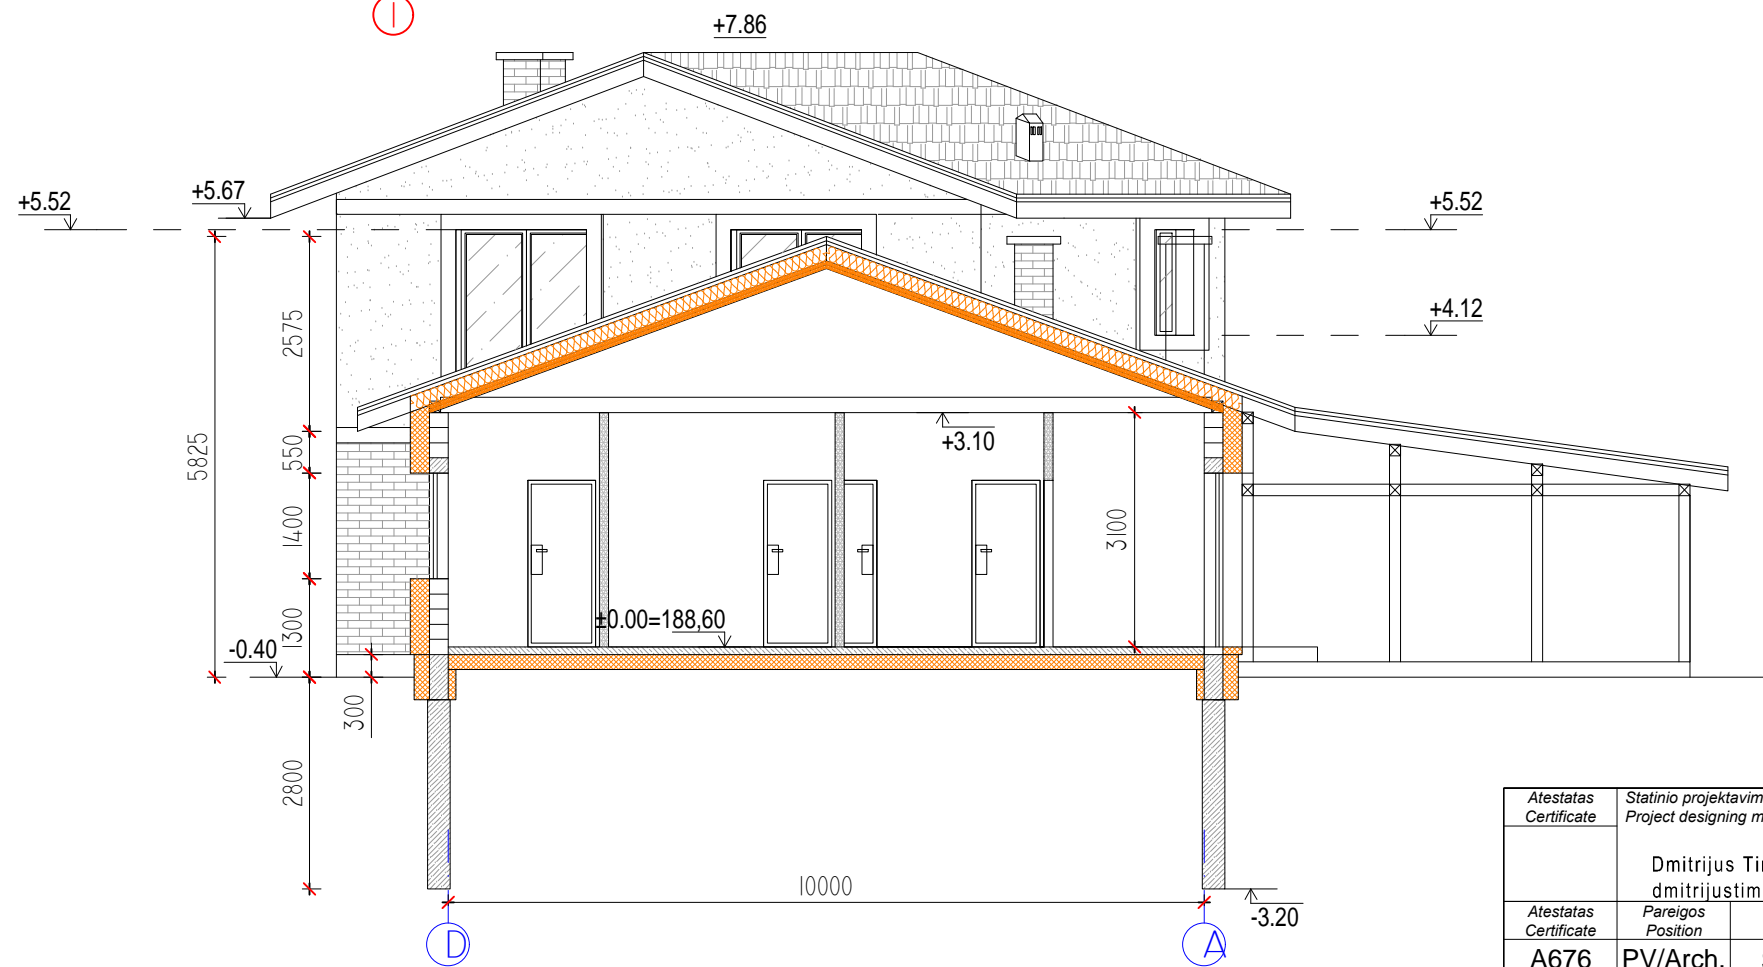 1
+7.86
+5.52
+5.67
+5.52
+4.12
2575
5825
550
+3.10
1400
3100
1300
±0.00=188,60
-0.40
300
2800
10000
-3.20
D
A
Atestatas
Certificate
Statinio projektavim
Project designing m
Dmitrijus Tir
dmitrijustim
Atestatas
Certificate
Pareigos
Position
A676
PV/Arch.